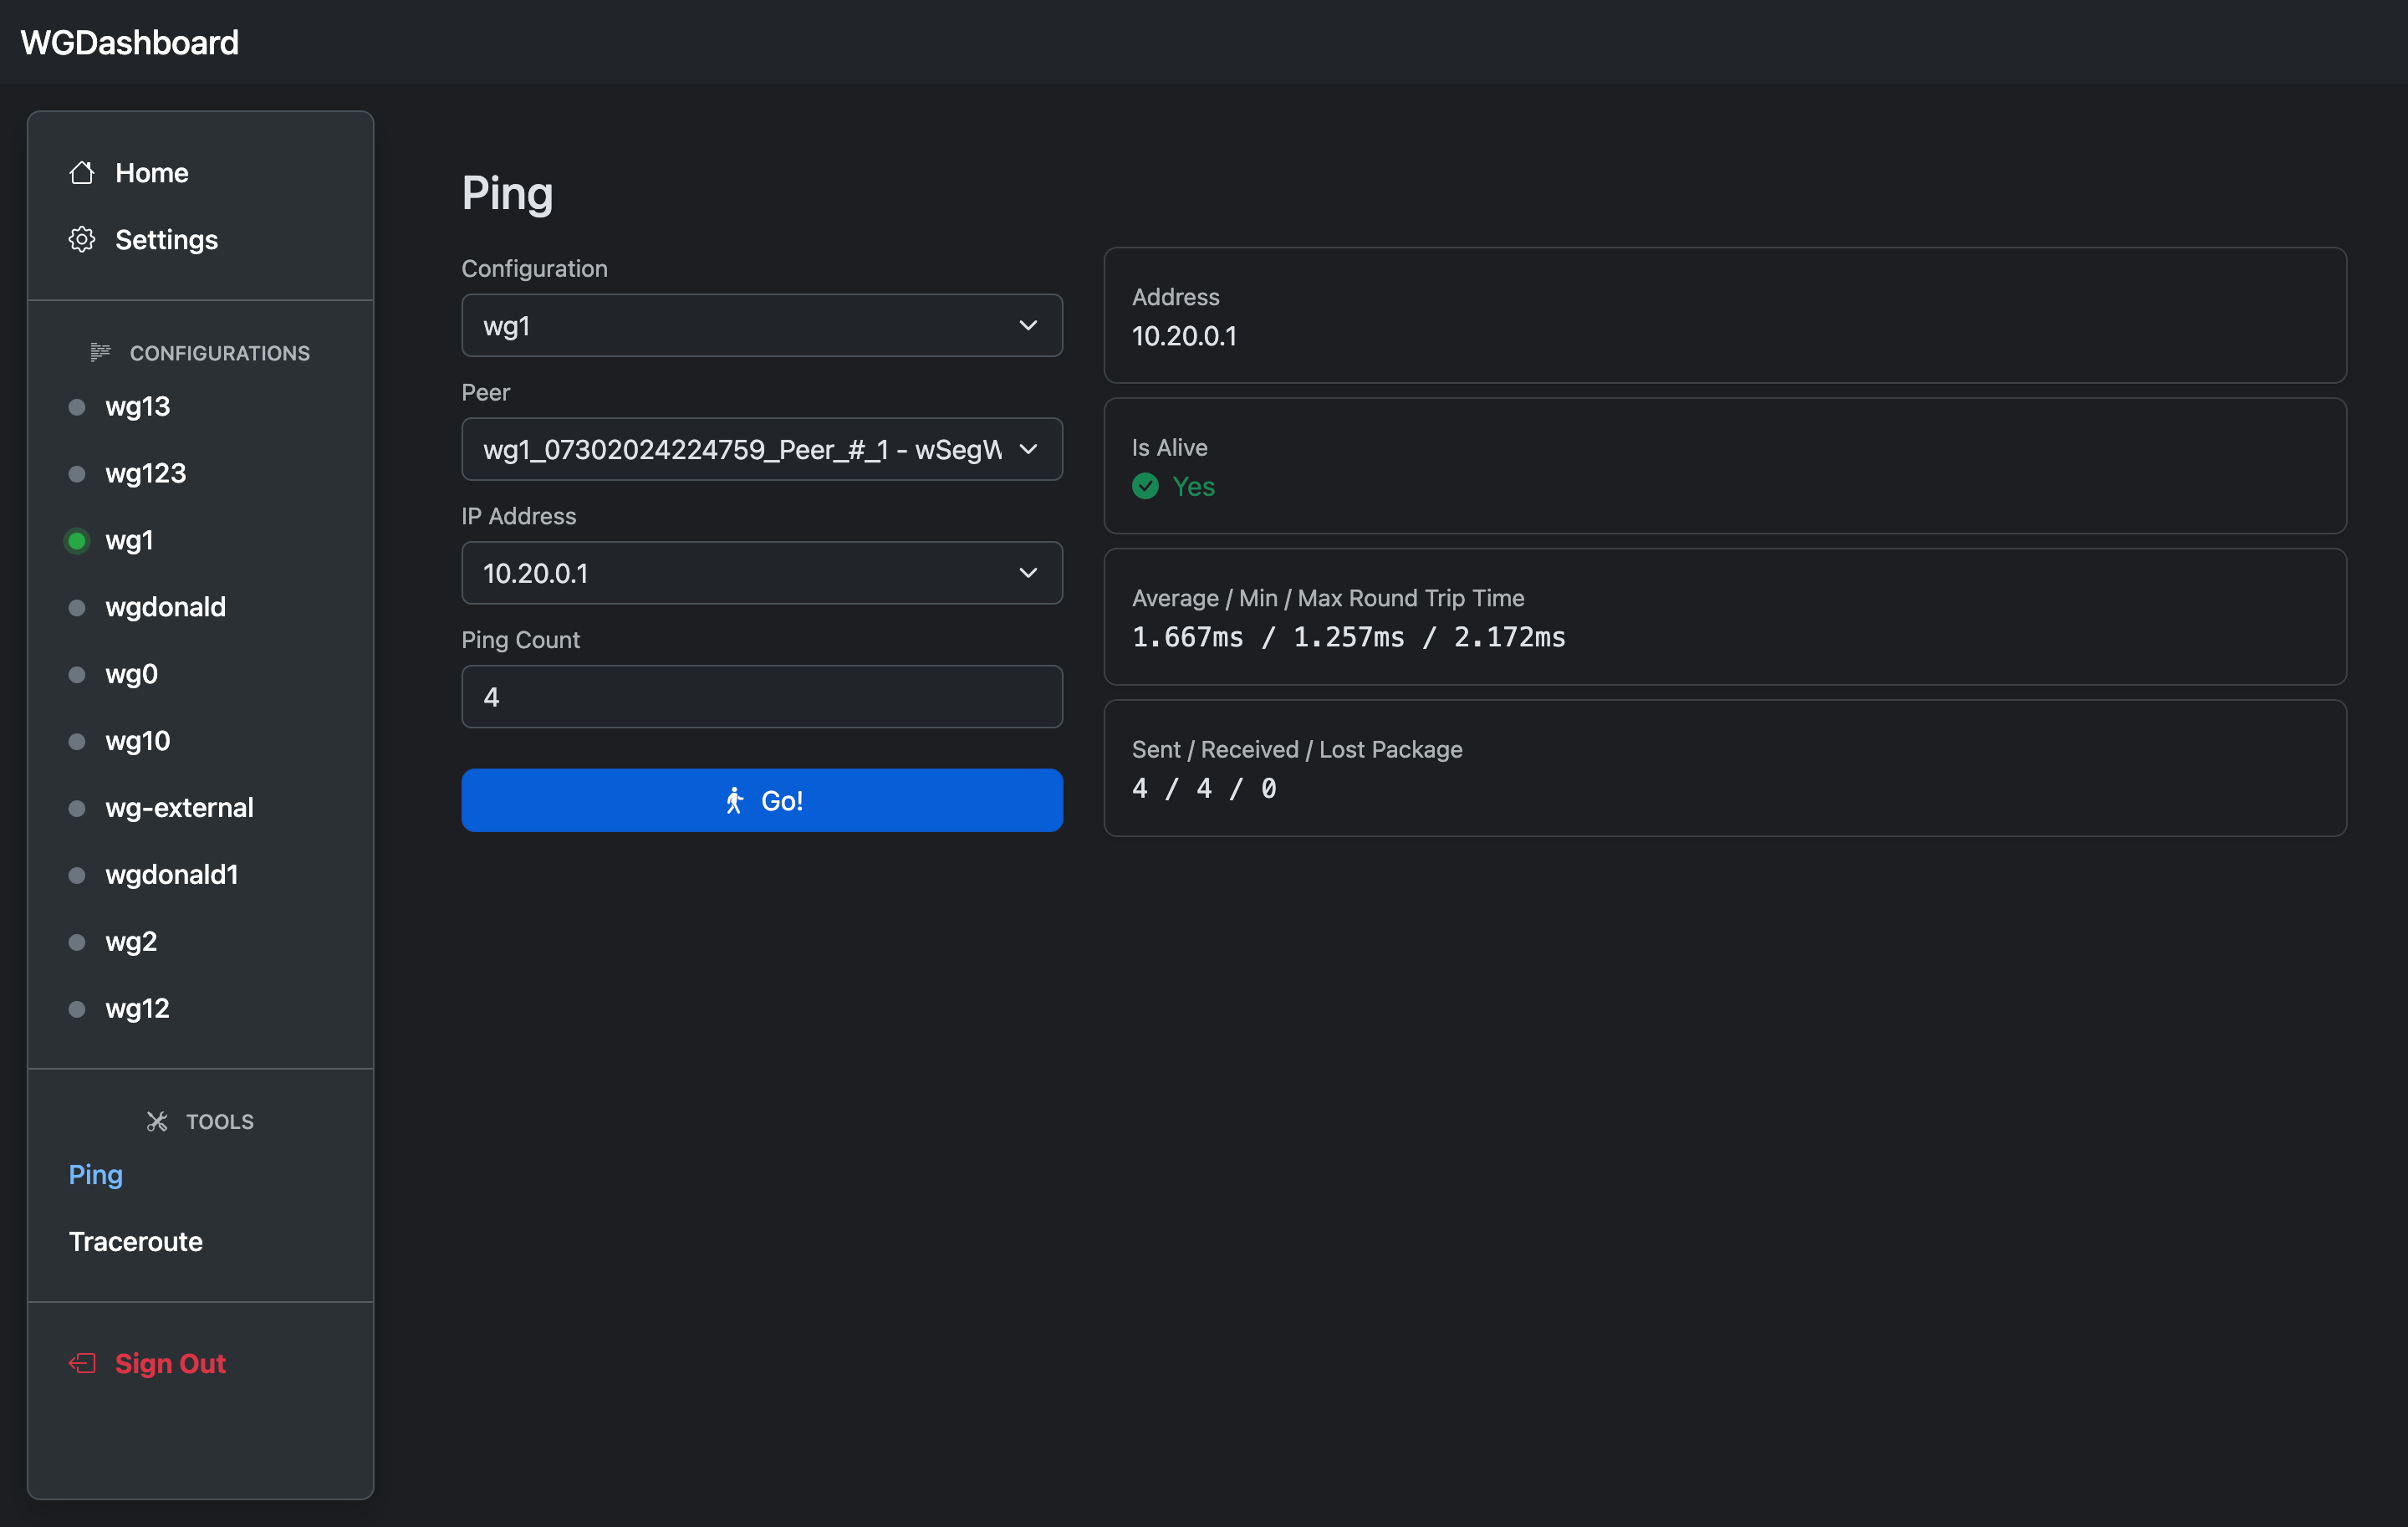 WGDashboard
Home
Settings
CONFIGURATIONS
wg13
wg123
wg1
wgdonald
wg0
wg10
wg-external
wgdonald1
wg2
wg12
TOOLS
Ping
Traceroute
Sign Out
Ping
Configuration
wg1
Peer
wg1_07302024224759_Peer_#_1 - wSegW
IP Address
10.20.0.1
Ping Count
4
Go!
Address
10.20.0.1
Is Alive
Yes
Average / Min / Max Round Trip Time
1.667ms / 1.257ms / 2.172ms
Sent / Received / Lost Package
4 / 4 / 0